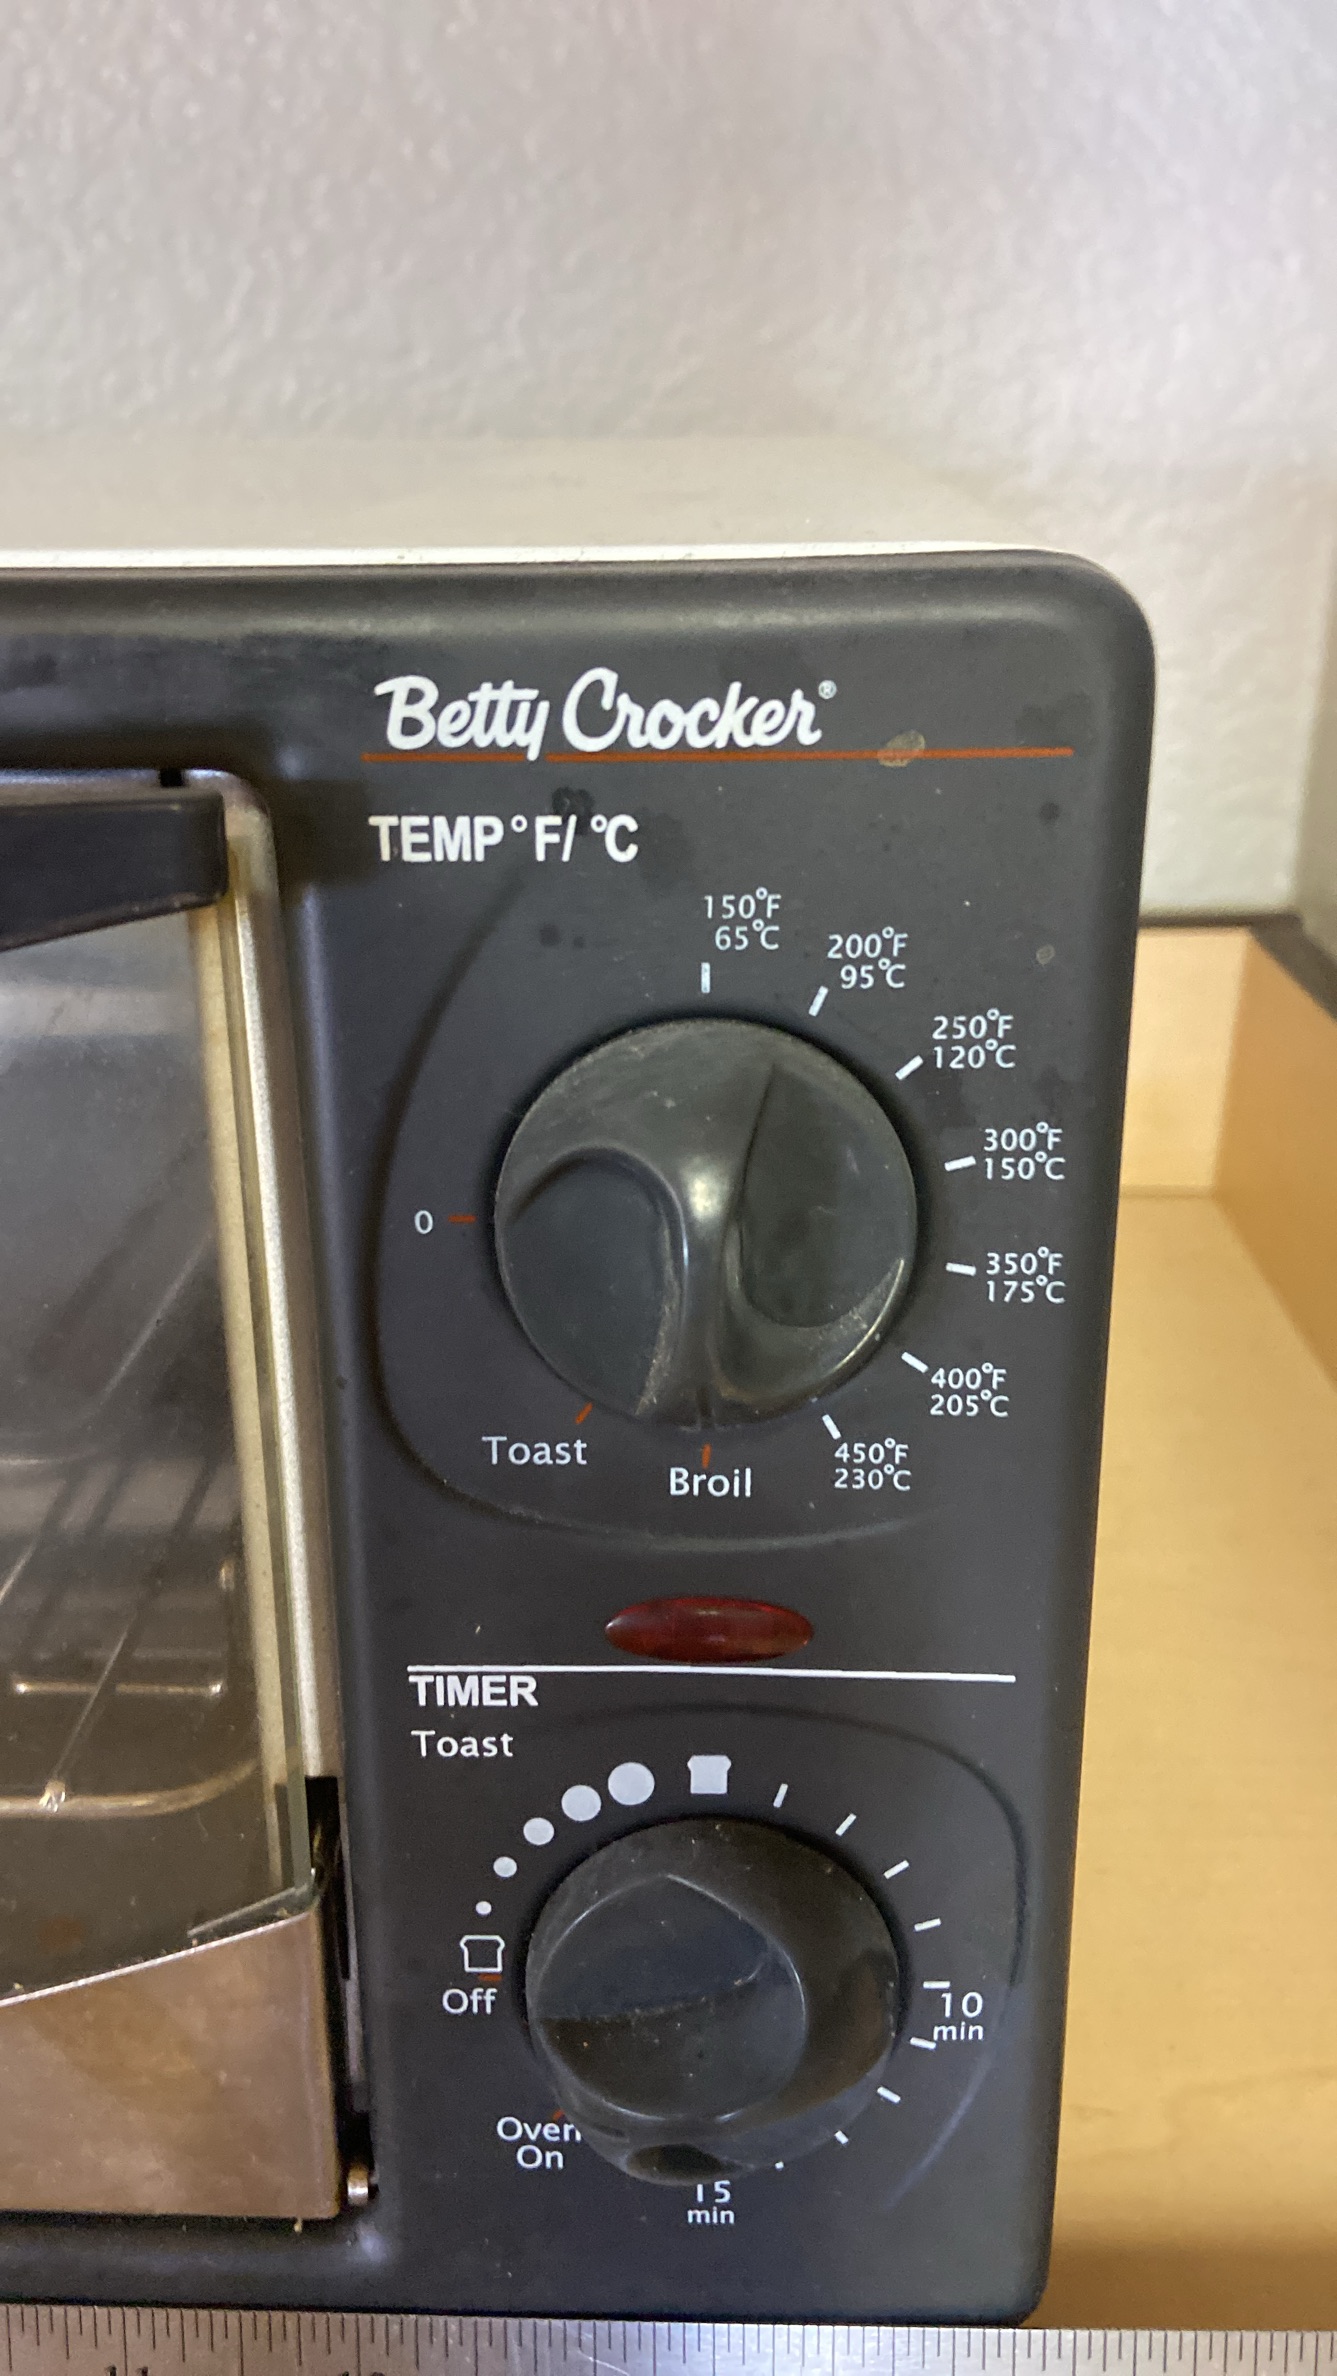 Betty Crocker®
TEMP°F/ °C
150°F
65°C
200°F
95°C
250°F
120°C
300°F
150°C
350°F
175°C
400°F
205°C
450°F
230°C
Broil
Toast
0
TIMER
Toast
Off
10
min
15
min
Oven
On